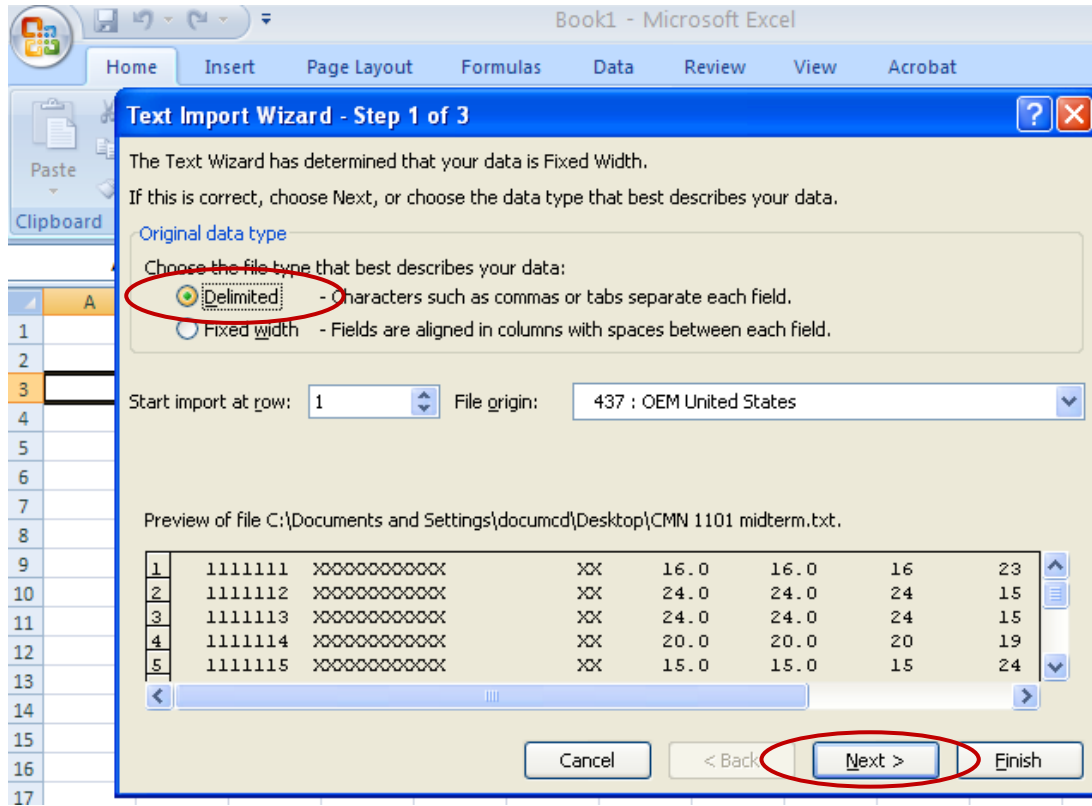 Book1 - Microsoft Excel
Home Insert Page Layout Formulas Data Review View Acrobat
Text Import Wizard - Step 1 of 3
Paste
Clipboard
The Text Wizard has determined that your data is Fixed Width.
If this is correct, choose Next, or choose the data type that best describes your data.
Original data type
Choose the file type that best describes your data:
Delimited - Characters such as commas or tabs separate each field.
Fixed width - Fields are aligned in columns with spaces between each field.
Start import at row: 1 File origin: 437 : OEM United States
Preview of file C:\Documents and Settings\documcd\Desktop\CMN 1101 midterm.txt.
1 1111111 XXXXXXXXXXX XX 16.0 16.0 16 23
2 1111112 XXXXXXXXXXX XX 24.0 24.0 24 15
3 1111113 XXXXXXXXXXX XX 24.0 24.0 24 15
4 1111114 XXXXXXXXXXX XX 20.0 20.0 20 19
5 1111115 XXXXXXXXXXX XX 15.0 15.0 15 24
Cancel < Back Next > Finish
A
1
2
3
4
5
6
7
8
9
10
11
12
13
14
15
16
17